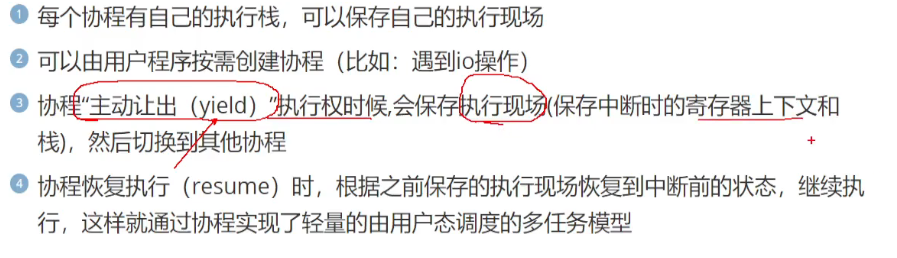 1 每个协程有自己的执行栈，可以保存自己的执行现场
2 可以由用户程序按需创建协程（比如：遇到io操作）
3 协程“主动让出（yield）”执行权时候,会保存执行现场(保存中断时的寄存器上下文和
栈)，然后切换到其他协程
4 协程恢复执行（resume）时，根据之前保存的执行现场恢复到中断前的状态，继续执
行，这样就通过协程实现了轻量的由用户态调度的多任务模型